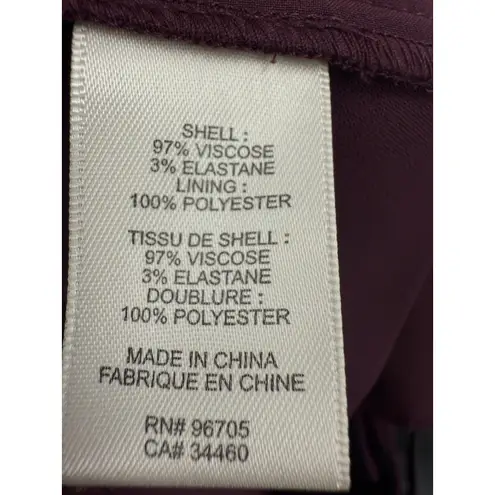 SHELL :
97% VISCOSE
3% ELASTANE
LINING :
100% POLYESTER
TISSU DE SHELL :
97% VISCOSE
3% ELASTANE
DOUBLURE :
100% POLYESTER
MADE IN CHINA
FABRIQUE EN CHINE
RN# 96705
CA# 34460